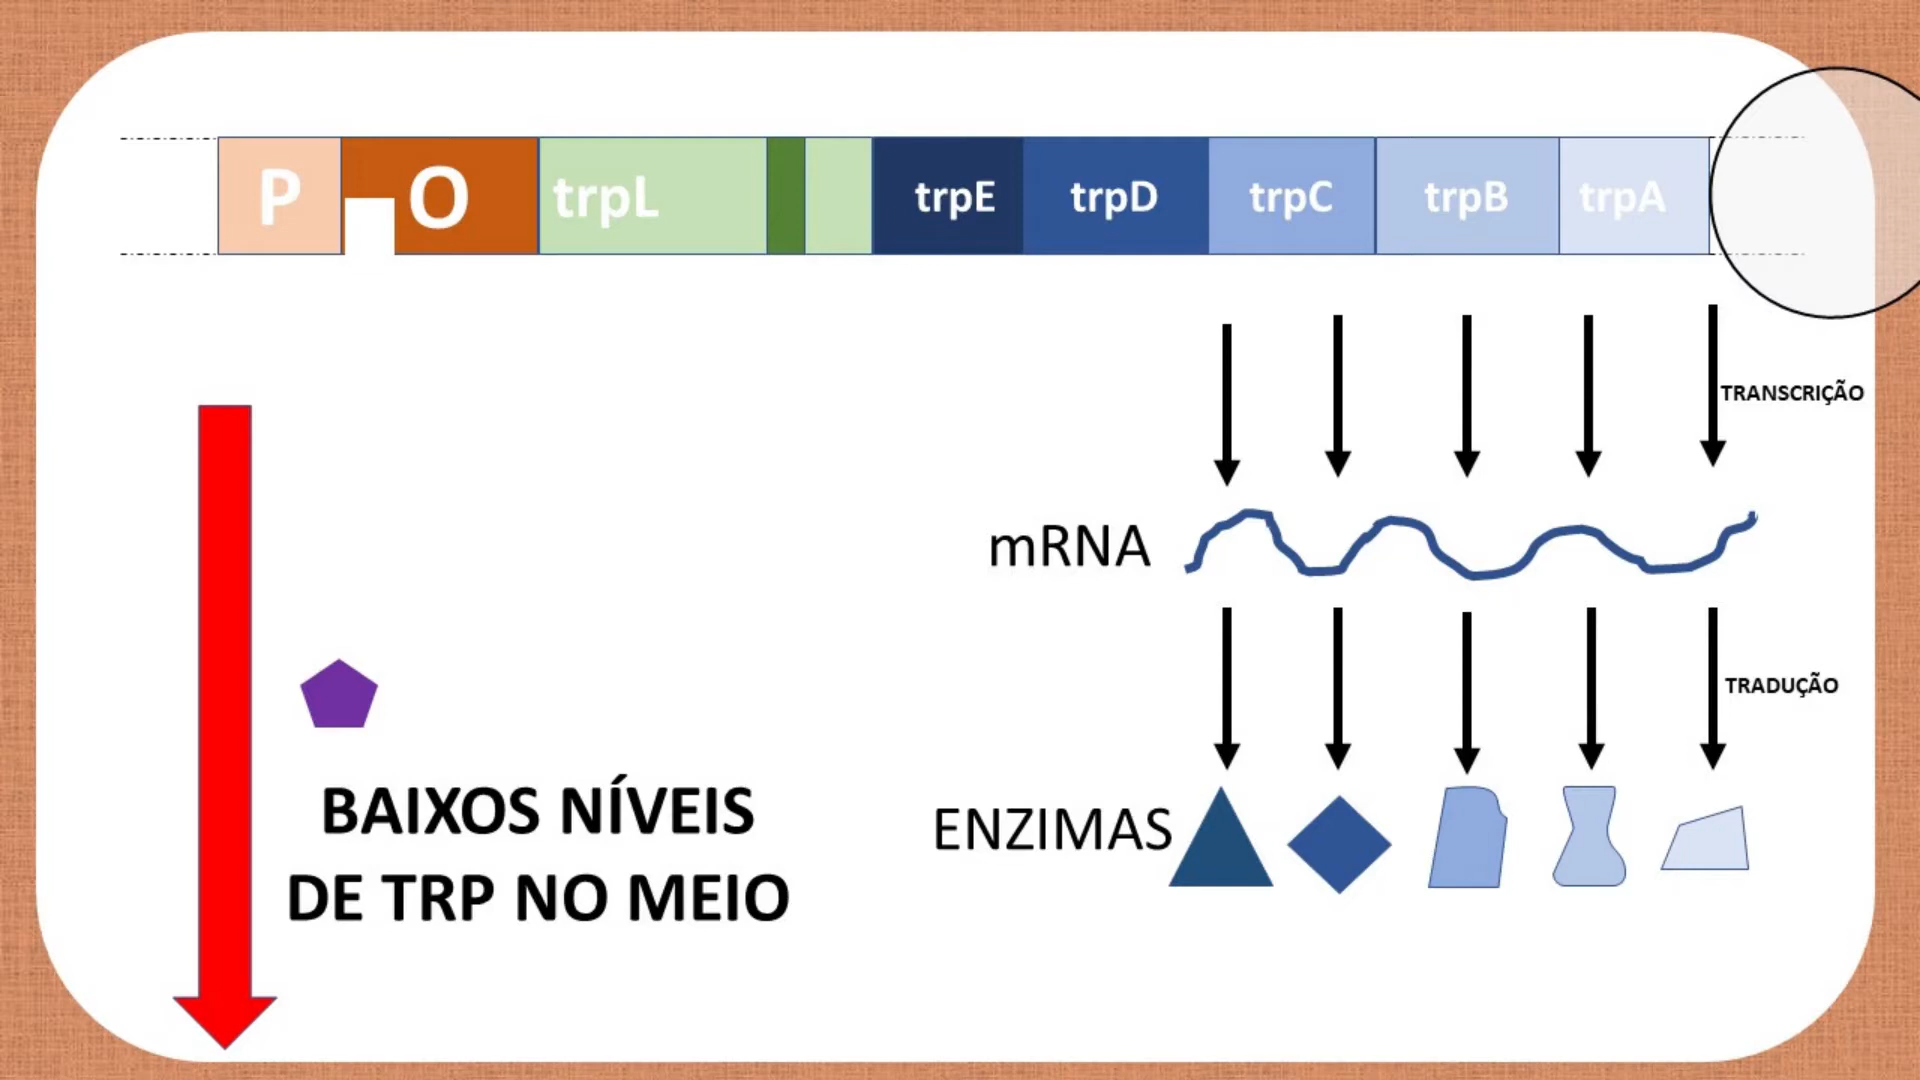 P O trpL trpE trpD trpC trpB trpA
TRANSCRIÇÃO
mRNA
TRADUÇÃO
BAIXOS NÍVEIS
DE TRP NO MEIO
ENZIMAS